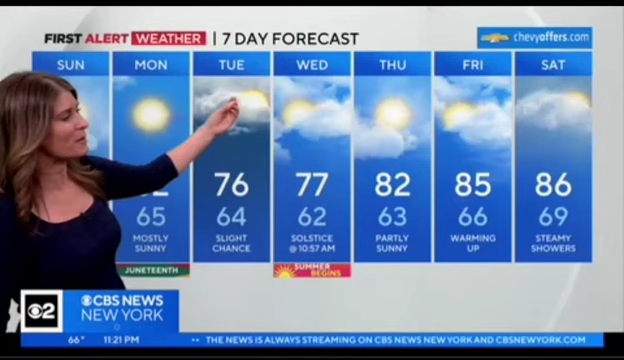 FIRST ALERT WEATHER | 7 DAY FORECAST
chevyoffers.com
SUN MON TUE WED THU FRI SAT
76 77 82 85 86
65 64 62 63 66 69
MOSTLY SUNNY
SLIGHT CHANCE
SOLSTICE @ 10:57 AM
PARTLY SUNNY
WARMING UP
STEAMY SHOWERS
JUNETEENTH
SUMMER BEGINS
2
CBS NEWS
NEW YORK
66° 11:21 PM THE NEWS IS ALWAYS STREAMING ON CBS NEWS NEW YORK AND CBSNEWYORK.COM